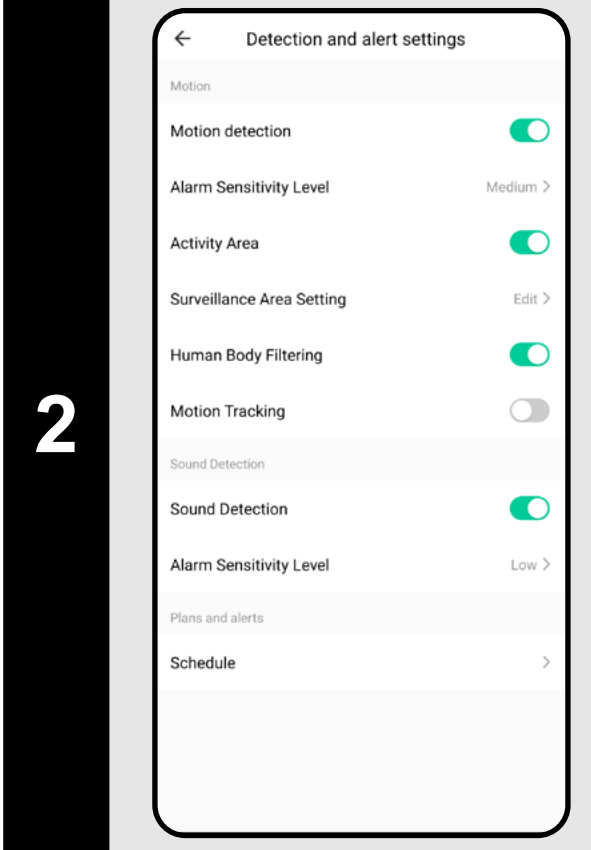 2
Detection and alert settings
Motion
Motion detection
Alarm Sensitivity Level Medium
Activity Area
Surveillance Area Setting Edit
Human Body Filtering
Motion Tracking
Sound Detection
Sound Detection
Alarm Sensitivity Level Low
Plans and alerts
Schedule